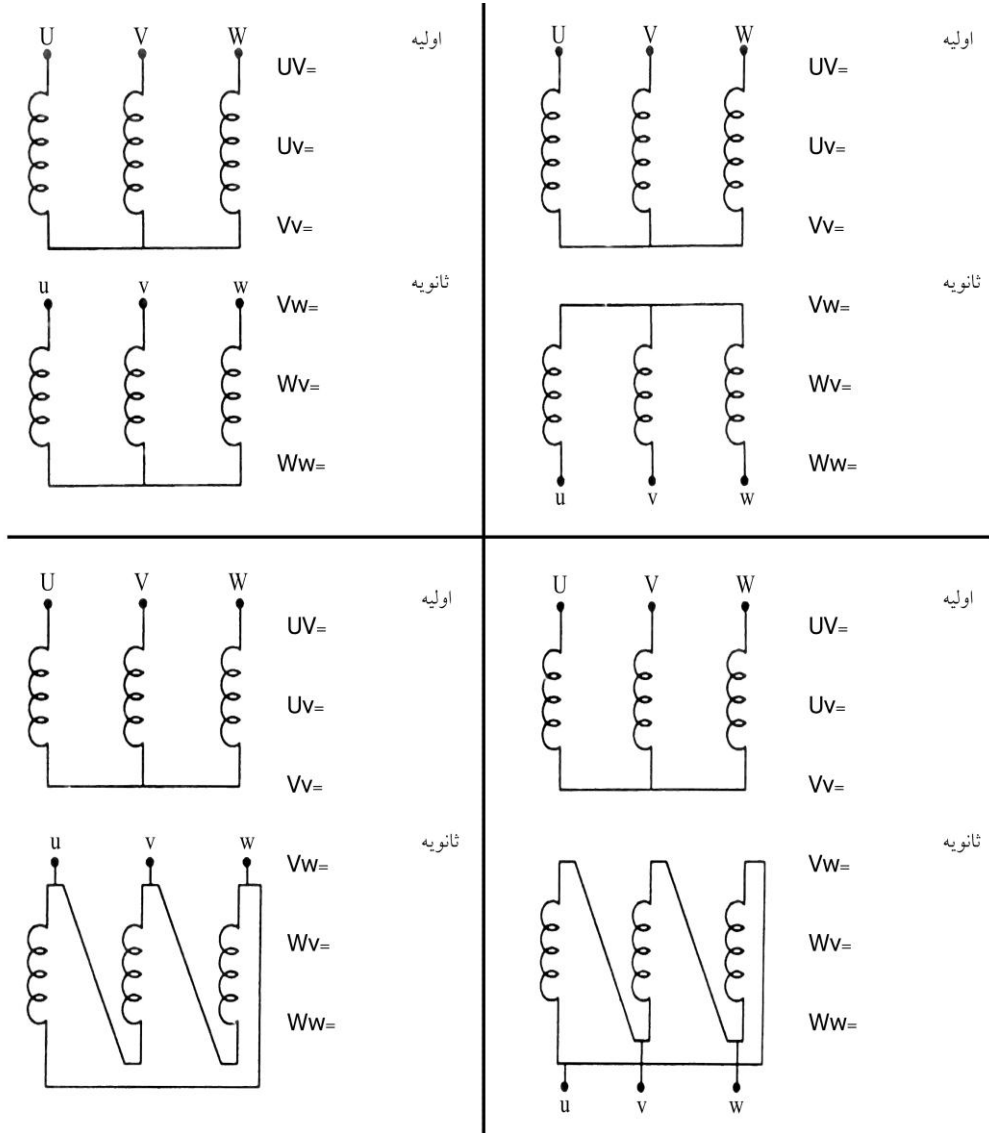 U V W اولیه
UV=
Uv=
Vv=
u v w ثانویه
Vw=
Wv=
Ww=
U V W اولیه
UV=
Uv=
Vv=
ثانویه
Vw=
Wv=
Ww=
u v w
U V W اولیه
UV=
Uv=
Vv=
u v w ثانویه
Vw=
Wv=
Ww=
U V W اولیه
UV=
Uv=
Vv=
ثانویه
Vw=
Wv=
Ww=
u v w